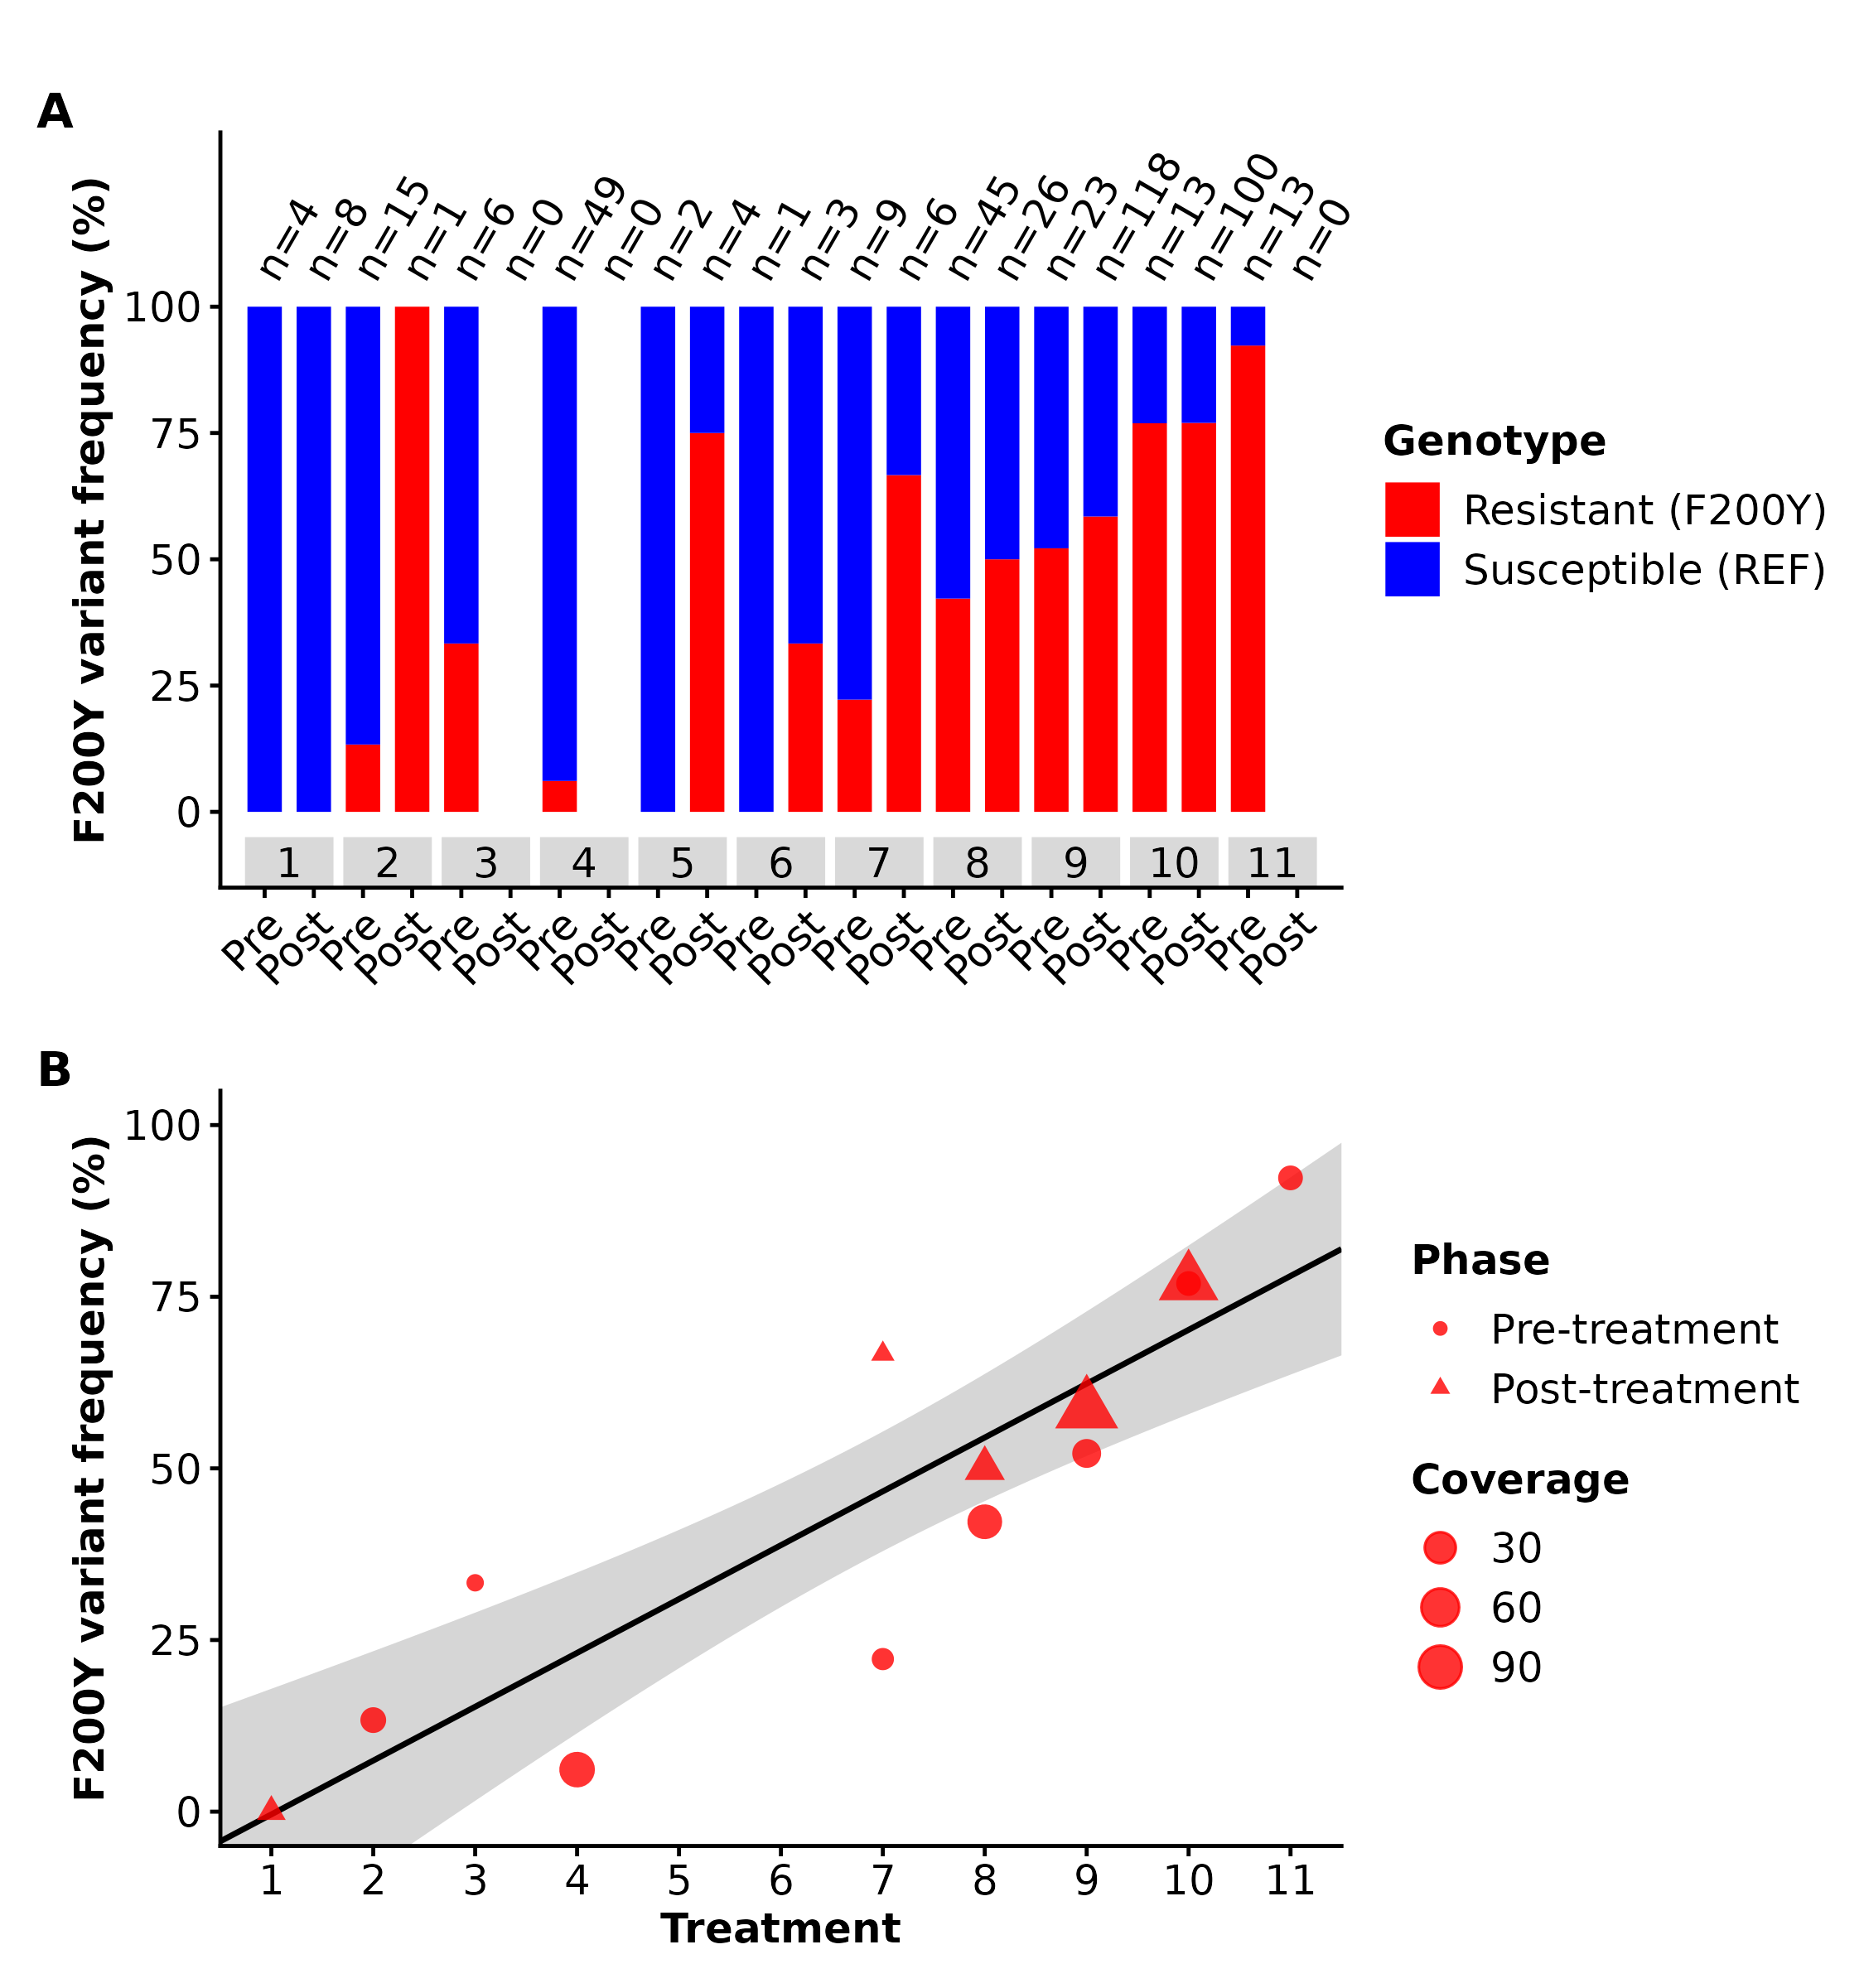 A
F200Y variant frequency (%)
n=4 n=8 n=15 n=1 n=6 n=0 n=49 n=0 n=2 n=4 n=1 n=3 n=9 n=6 n=45 n=26 n=23 n=118 n=13 n=100 n=13 n=0
100
75
50
25
0
1 2 3 4 5 6 7 8 9 10 11
Pre Post Pre Post Pre Post Pre Post Pre Post Pre Post Pre Post Pre Post Pre Post Pre Post Pre Post
Genotype
Resistant (F200Y)
Susceptible (REF)
B
F200Y variant frequency (%)
100
75
50
25
0
1 2 3 4 5 6 7 8 9 10 11
Treatment
Phase
Pre-treatment
Post-treatment
Coverage
30
60
90